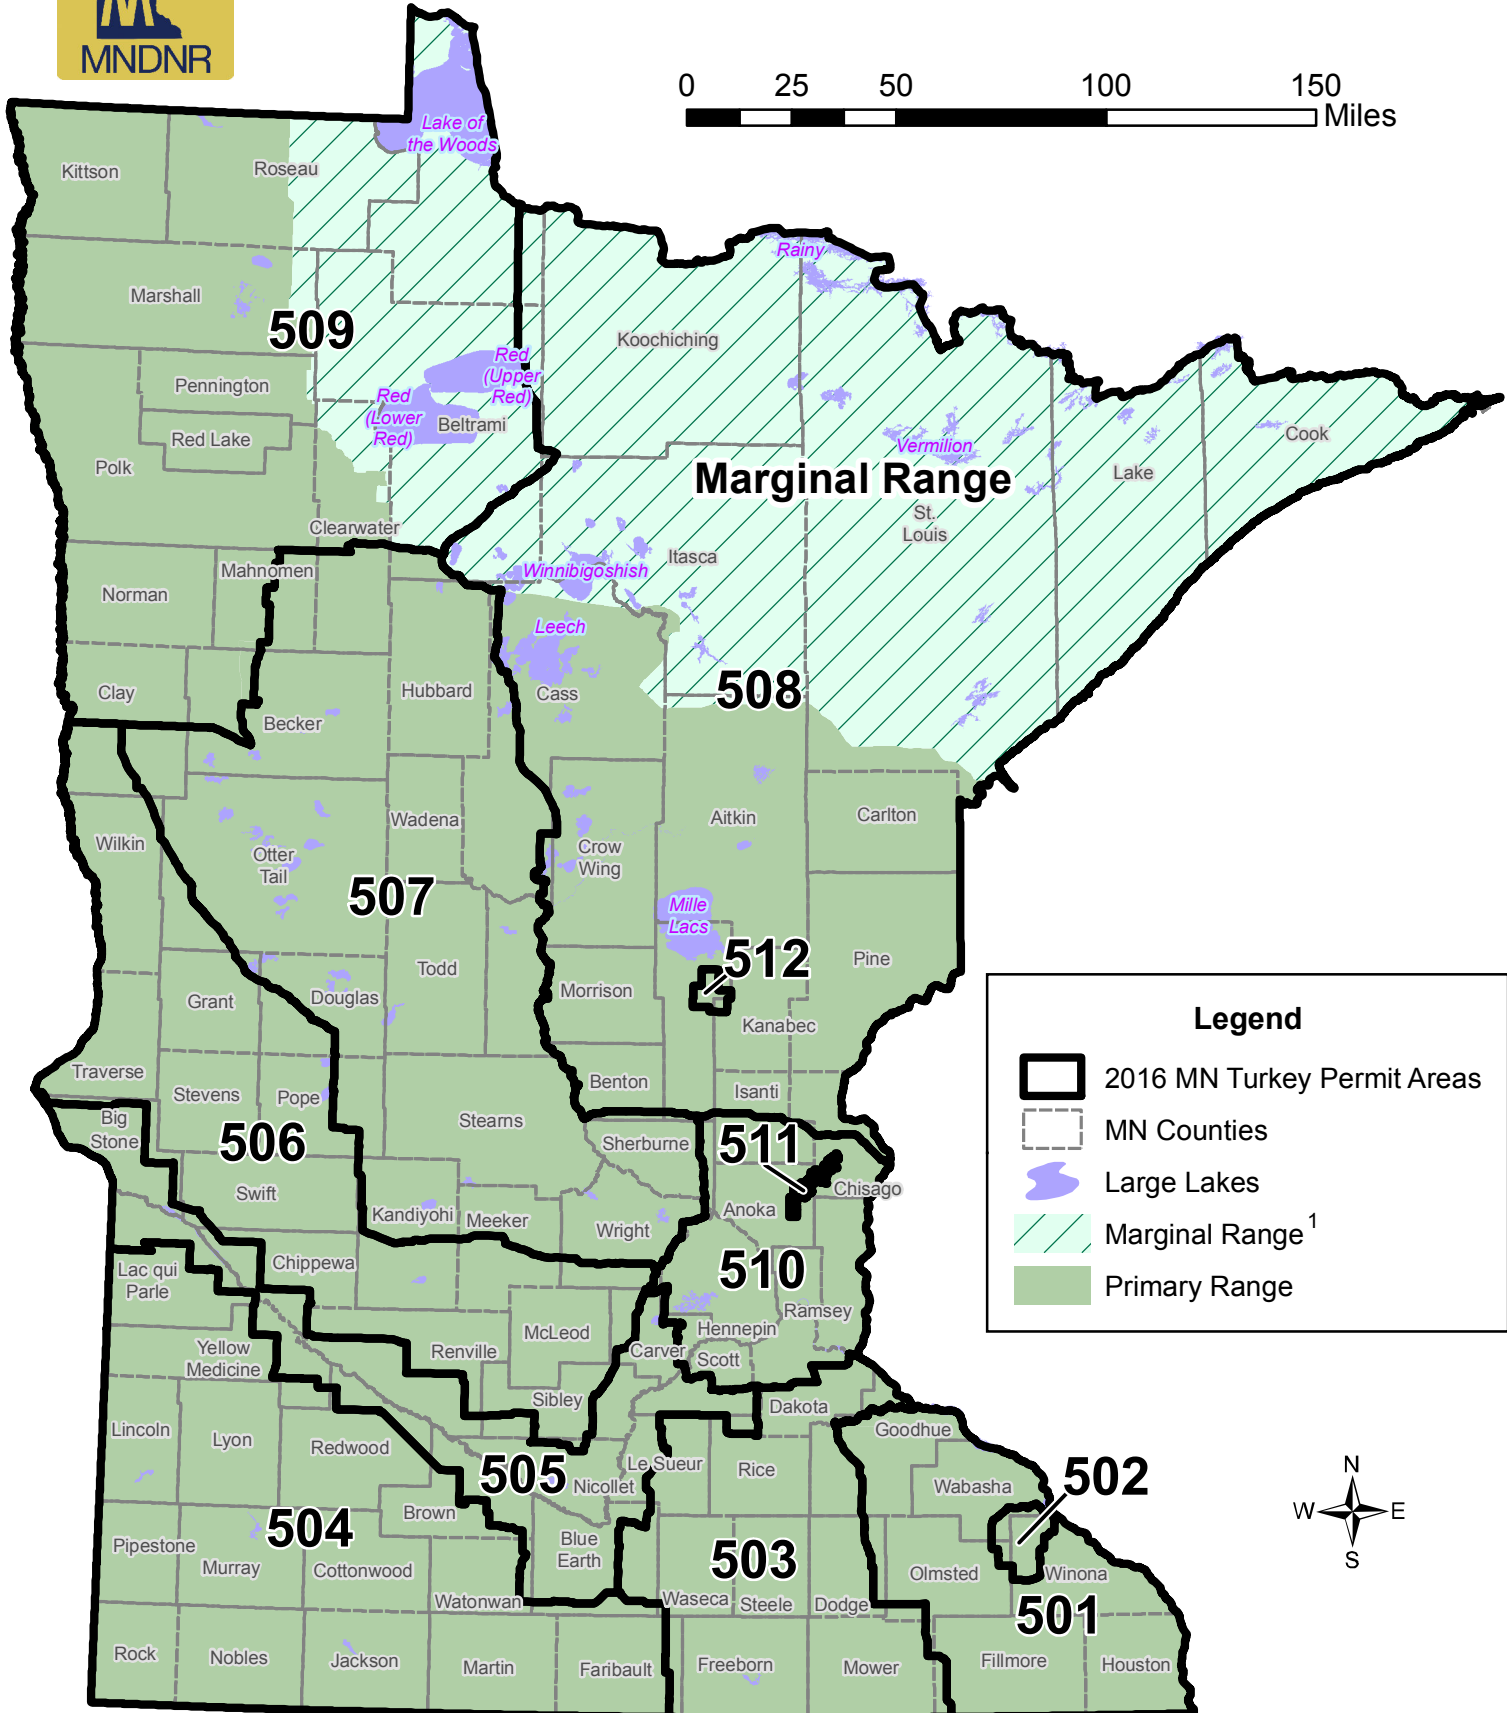 MNDNR
0 25 50 100 150
Miles
Lake of
the Woods
Kittson
Roseau
Rainy
Marshall
509
Koochiching
Red
(Upper
Red)
Pennington
Red
(Lower
Red)
Beltrami
Red Lake
Vermilion
Cook
Polk
Marginal Range
Lake
St.
Louis
Clearwater
Itasca
Mahnomen
Winnibigoshish
Norman
Leech
Clay
Hubbard
Cass
508
Becker
Wadena
Aitkin
Carlton
Wilkin
Crow
Wing
Otter
Tail
507
Mille
Lacs
512
Todd
Pine
Grant
Douglas
Morrison
Kanabec
Traverse
Stevens
Pope
Benton
Isanti
Big
Stone
506
Stearns
Sherburne
511
Swift
Chisago
Kandiyohi
Meeker
Wright
Anoka
Lac qui
Parle
Chippewa
510
Ramsey
McLeod
Hennepin
Yellow
Medicine
Renville
Carver
Scott
Sibley
Dakota
Lincoln
Lyon
Redwood
Goodhue
505
Le Sueur
Rice
Nicollet
Wabasha
502
504
Brown
Pipestone
Murray
Cottonwood
Blue
Earth
503
Olmsted
Winona
Watonwan
Waseca
Steele
Dodge
501
Rock
Nobles
Jackson
Martin
Faribault
Freeborn
Mower
Fillmore
Houston
Legend
2016 MN Turkey Permit Areas
MN Counties
Large Lakes
Marginal Range 1
Primary Range
N
W E
S